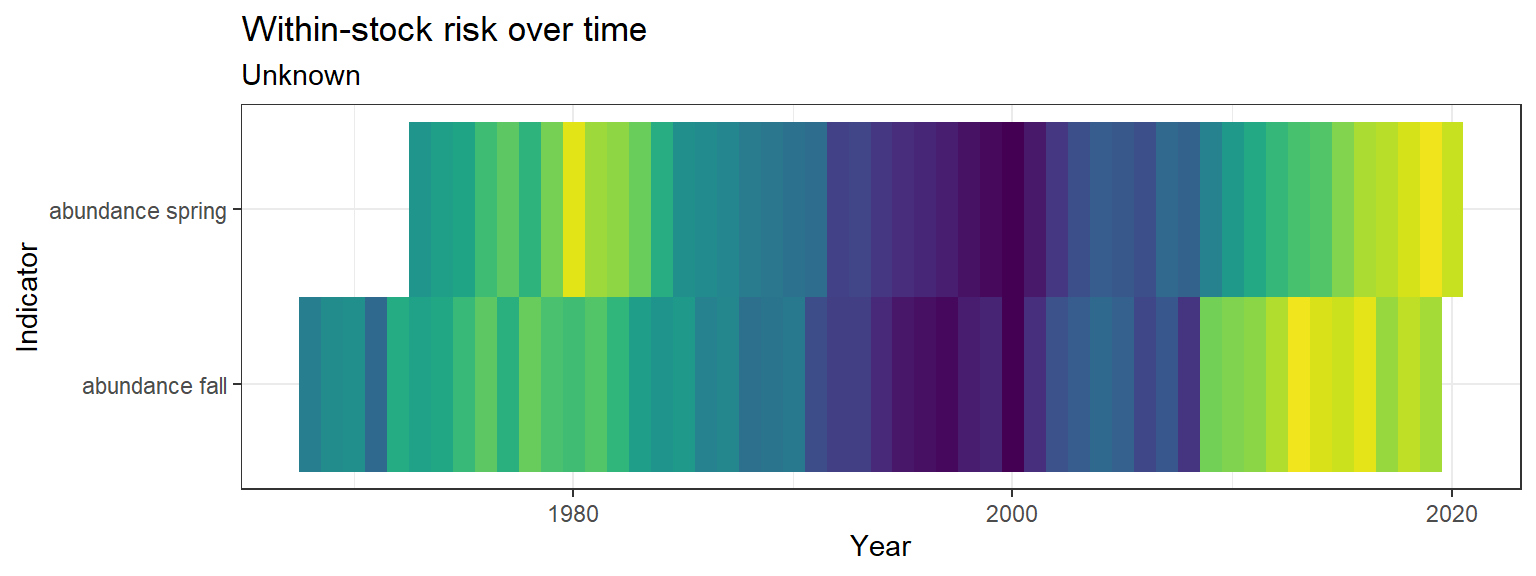 Within-stock risk over time
Unknown
abundance spring
abundance fall
Indicator
1980
2000
2020
Year